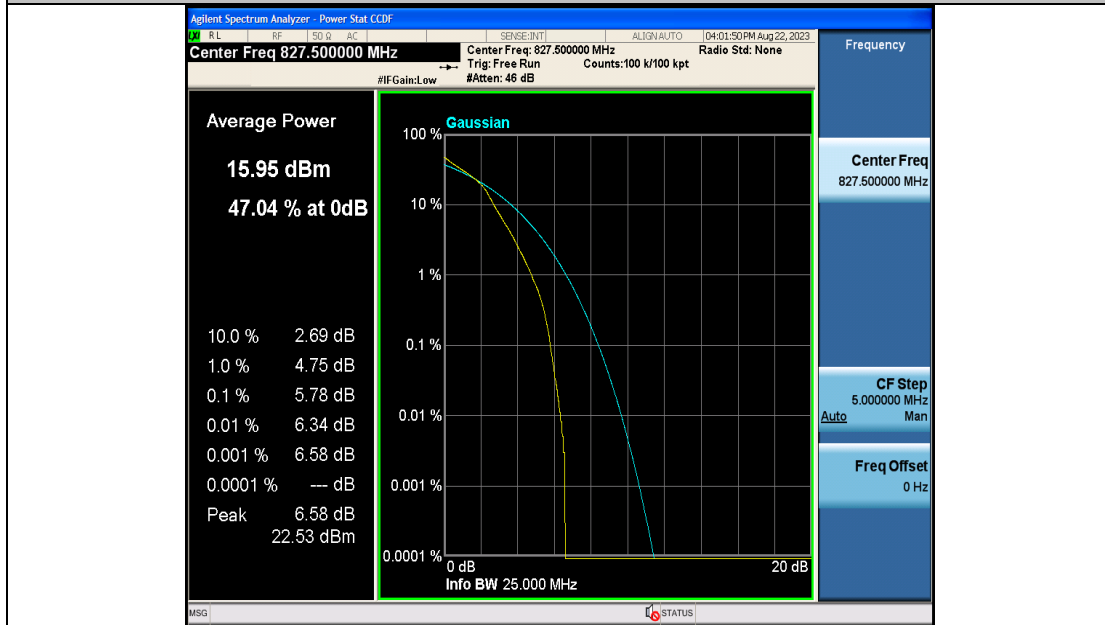 Agilent Spectrum Analyzer - Power Stat CCDF
LXI RL RF 50 Ω AC SENSE:INT ALIGN AUTO 04:01:50 PM Aug 22, 2023
Center Freq 827.500000 MHz
Center Freq: 827.500000 MHz Radio Std: None
Trig: Free Run Counts:100 k/100 kpt
#IFGain:Low #Atten: 46 dB
Frequency
Average Power
15.95 dBm
47.04 % at 0dB
10.0 % 2.69 dB
1.0 % 4.75 dB
0.1 % 5.78 dB
0.01 % 6.34 dB
0.001 % 6.58 dB
0.0001 % --- dB
Peak 6.58 dB
22.53 dBm
Gaussian
100 %
10 %
1 %
0.1 %
0.01 %
0.001 %
0.0001 %
0 dB 20 dB
Info BW 25.000 MHz
Center Freq
827.500000 MHz
CF Step
5.000000 MHz
Auto Man
Freq Offset
0 Hz
MSG STATUS